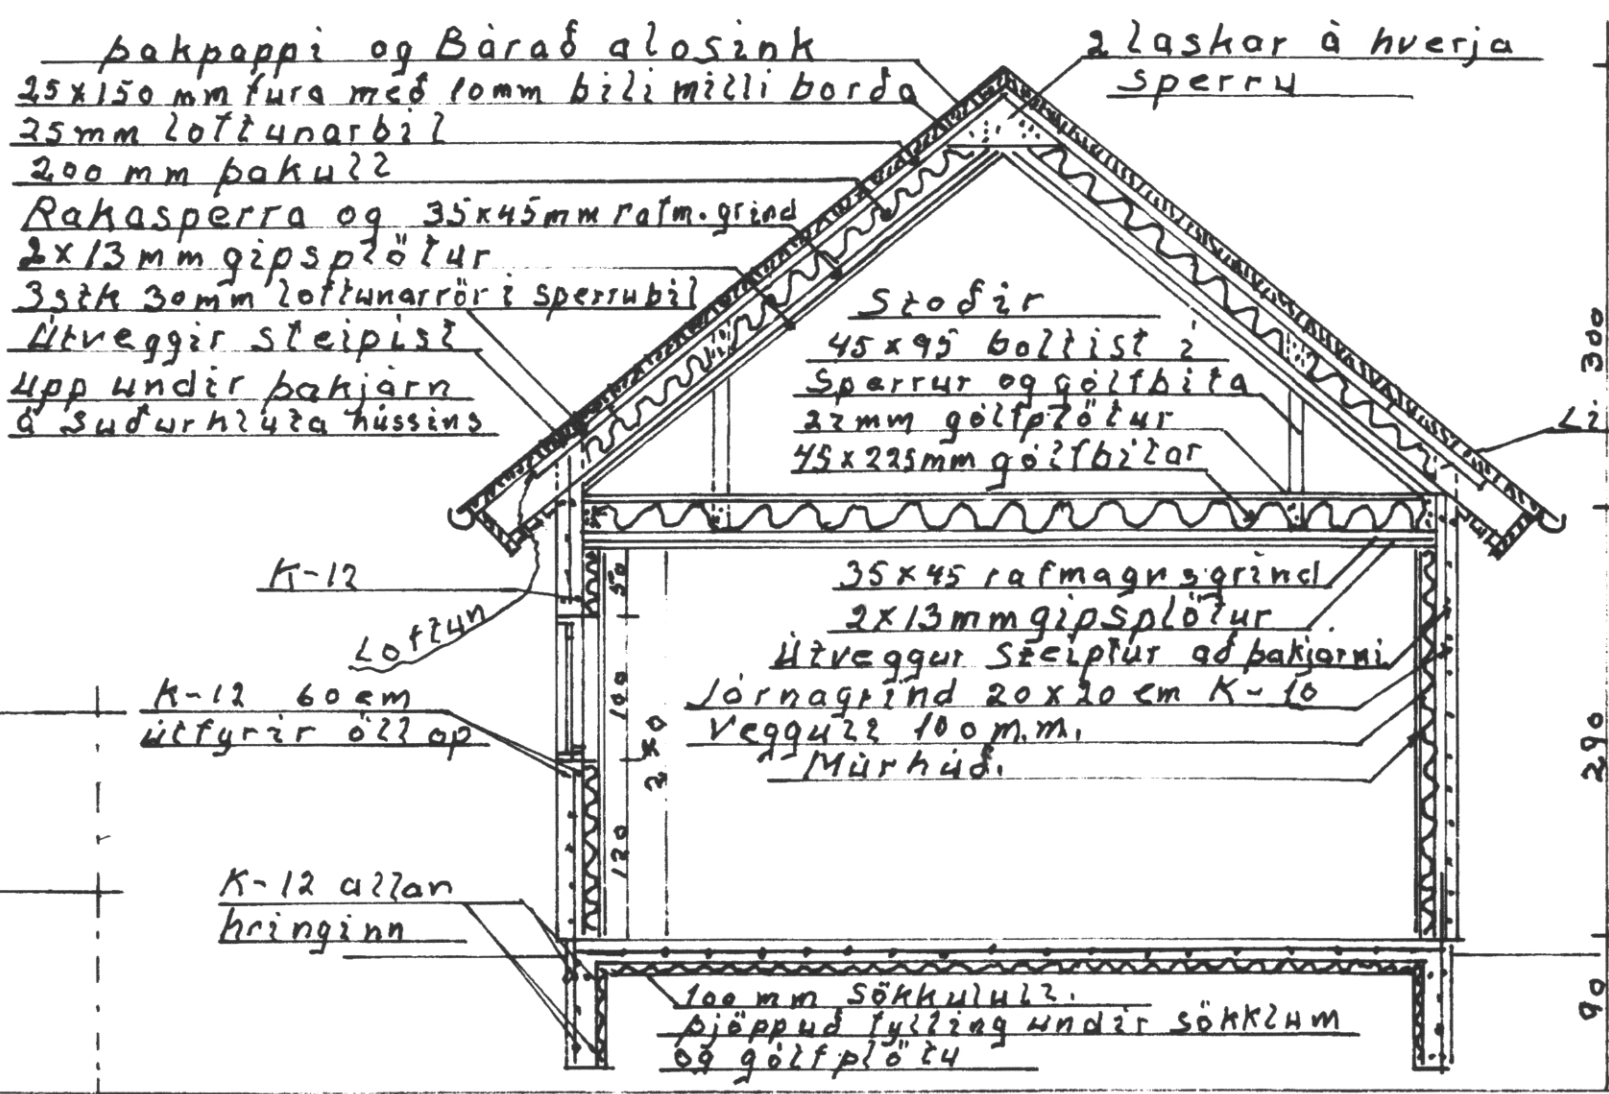 þakpappi og Bárað alosink
25x150 mm fura með 10mm bili milli borða
25mm loftunarbil
200 mm þakull
Rakasperra og 35x45mm rafm.grind
2x13mm gipsplötur
3stk 30mm loftunarrör í sperrubil
Útveggir steipist
upp undir þakjárn
á suðurhluta hússins
2 laskar á hverja
sperru
Stoðir
45x95 boltist í
Sperrur og gólfbita
22mm gólfplötur
45x225mm gólfbitar
300
Lí
K-12
Loftun
K-12 60 cm
útfyrir öll op
K-12 allan
hringinn
50
100
120
35x45 rafmagnsgrind
2x13mm gipsplötur
Útveggur Steiptur að þakjárni
Járnagrind 20x20 cm K-10
Veggull 100 m.m.
Múrhúð.
290
90
100 mm Sökkulull.
þjöppuð fylling undir sökklum
og gólfplötu